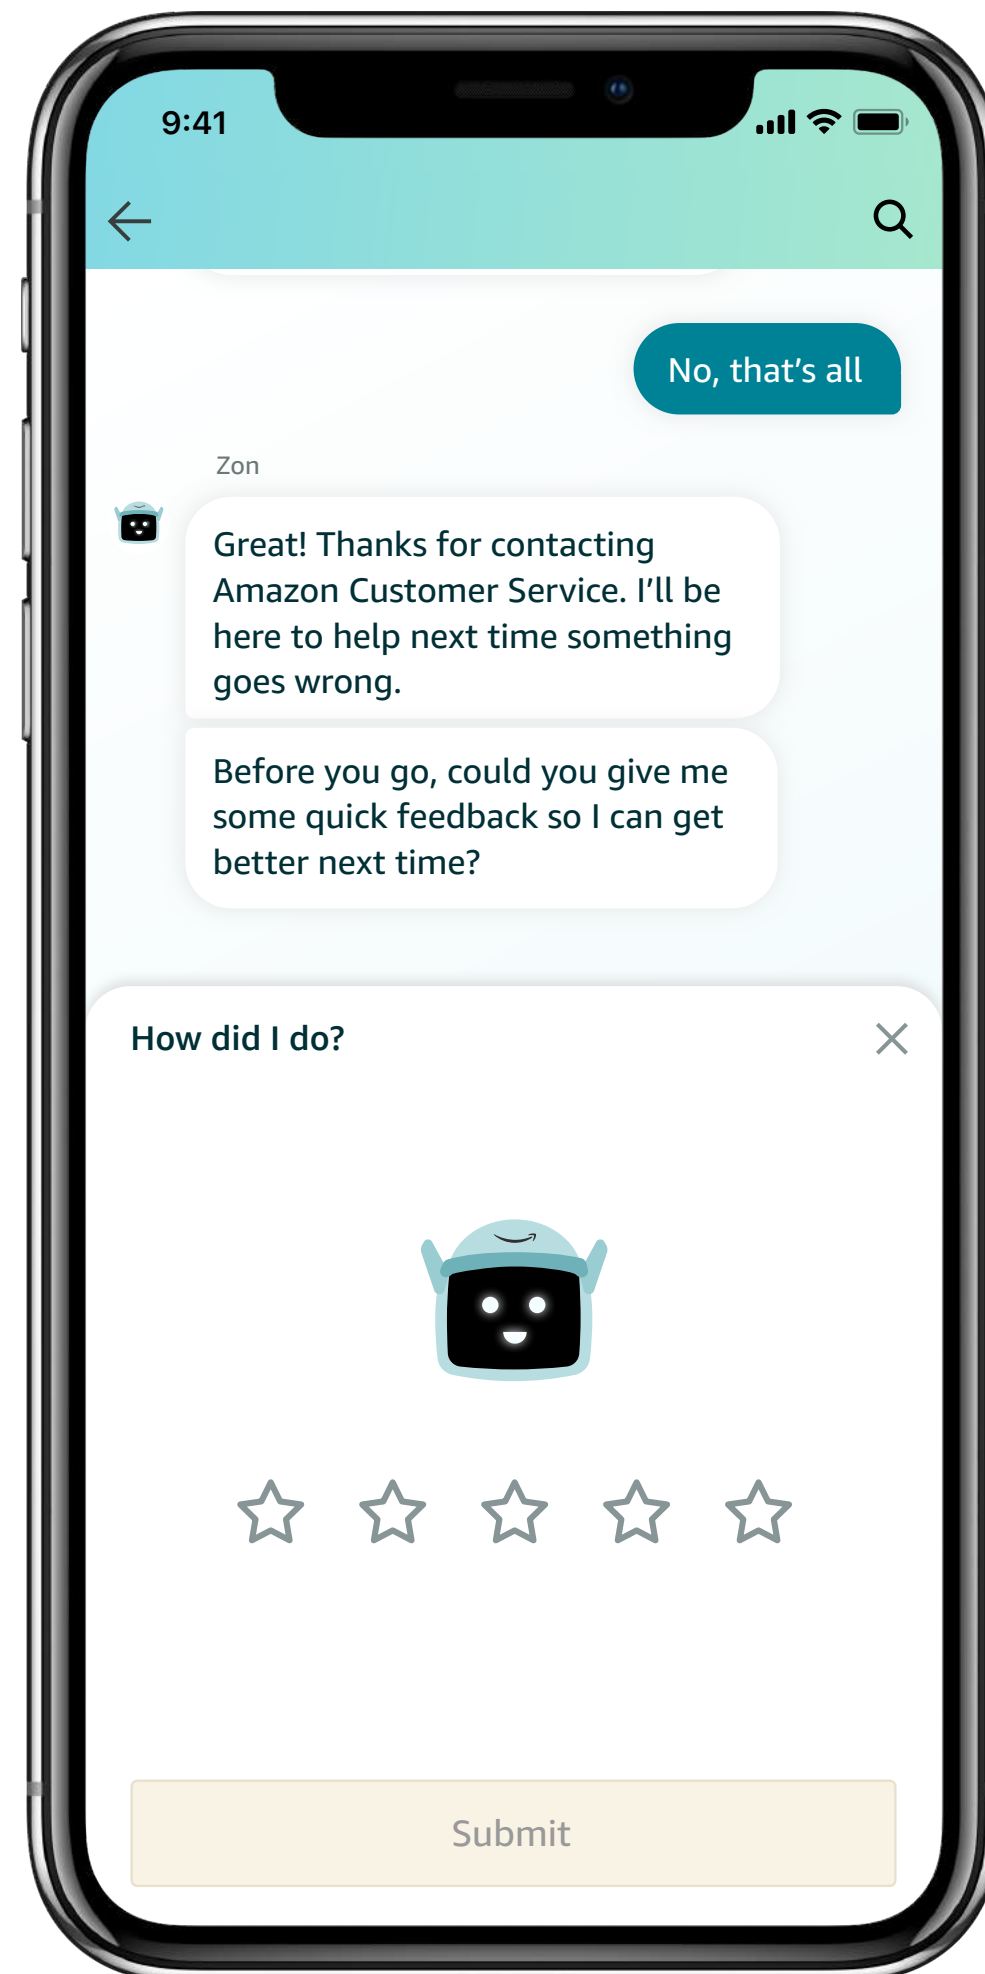 9:41
No, that’s all
Zon
Great! Thanks for contacting
Amazon Customer Service. I’ll be
here to help next time something
goes wrong.
Before you go, could you give me
some quick feedback so I can get
better next time?
How did I do?
Submit